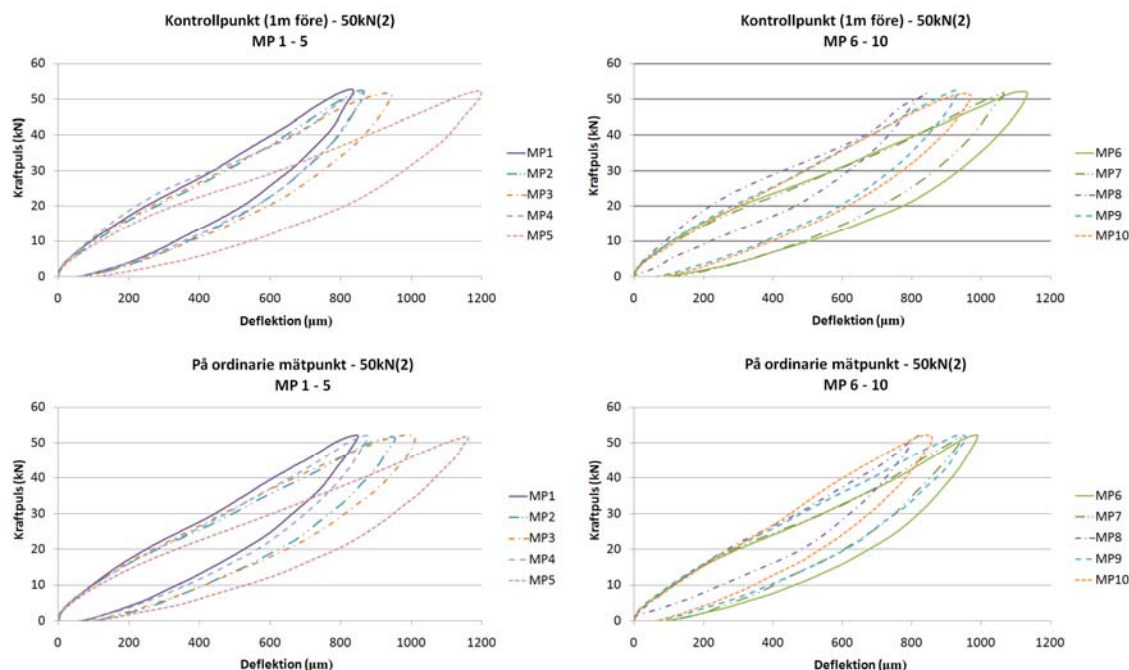 Kontrollpunkt (1m före) - 50kN(2)
MP 1 - 5
Kraftpuls (kN)
60
50
40
30
20
10
0
0 200 400 600 800 1000 1200
Deflektion (µm)
MP1
MP2
MP3
MP4
MP5
Kontrollpunkt (1m före) - 50kN(2)
MP 6 - 10
Kraftpuls (kN)
60
50
40
30
20
10
0
0 200 400 600 800 1000 1200
Deflektion (µm)
MP6
MP7
MP8
MP9
MP10
På ordinarie mätpunkt - 50kN(2)
MP 1 - 5
Kraftpuls (kN)
60
50
40
30
20
10
0
0 200 400 600 800 1000 1200
Deflektion (µm)
MP1
MP2
MP3
MP4
MP5
På ordinarie mätpunkt - 50kN(2)
MP 6 - 10
Kraftpuls (kN)
60
50
40
30
20
10
0
0 200 400 600 800 1000 1200
Deflektion (µm)
MP6
MP7
MP8
MP9
MP10